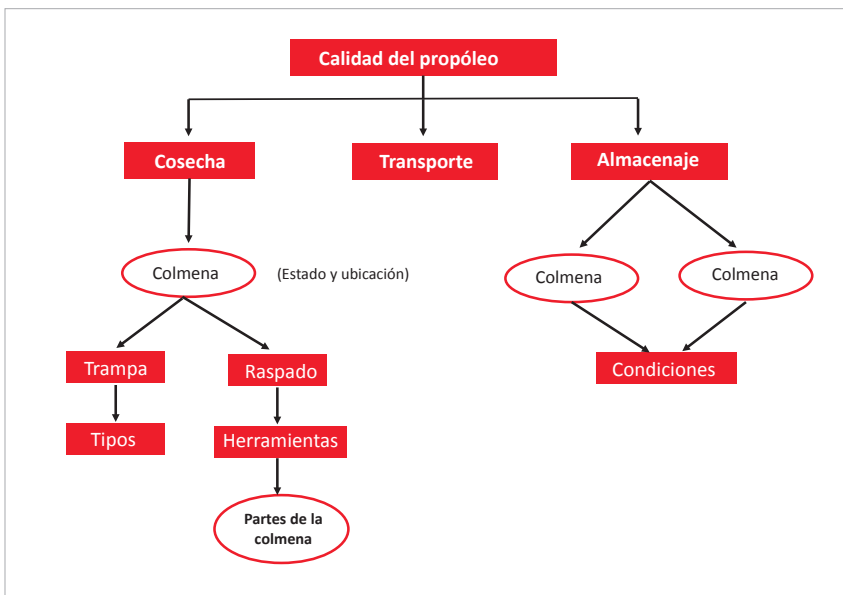 Calidad del propóleo
Cosecha
Transporte
Almacenaje
Colmena
(Estado y ubicación)
Colmena
Colmena
Trampa
Raspado
Condiciones
Tipos
Herramientas
Partes de la
colmena